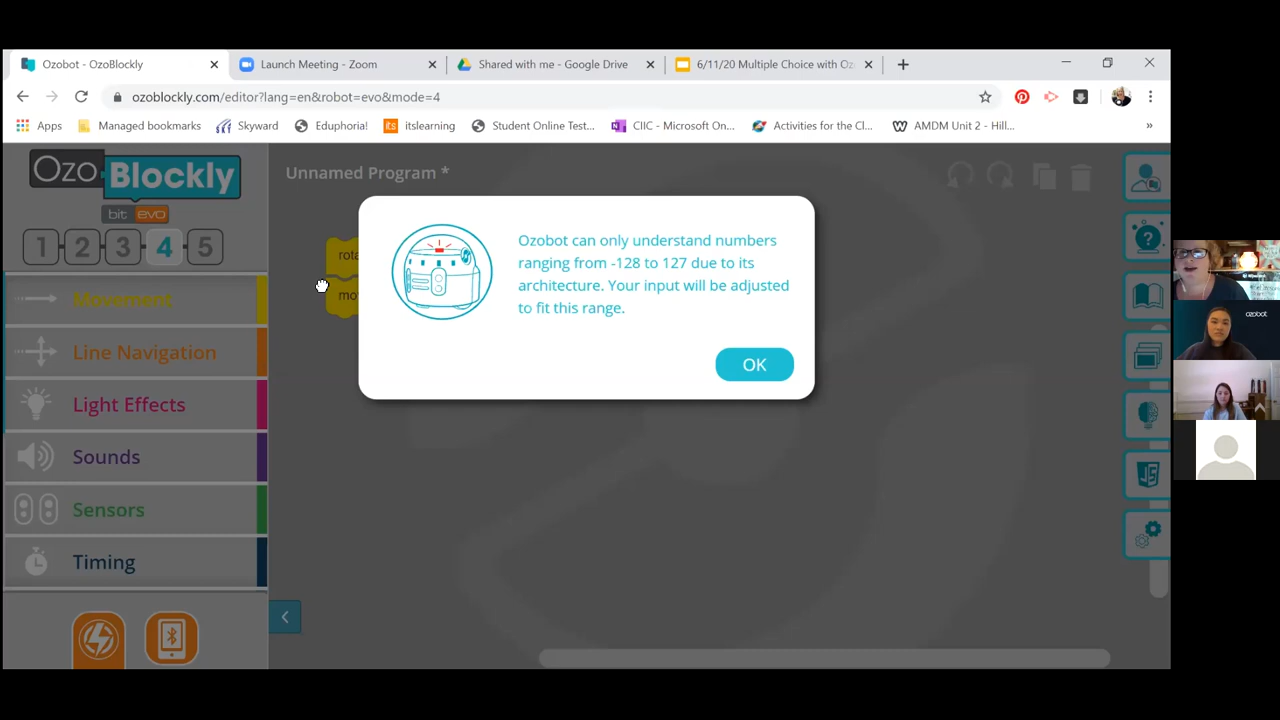 Ozobot - OzoBlockly
Launch Meeting - Zoom
Shared with me - Google Drive
6/11/20 Multiple Choice with Oz
ozoblockly.com/editor?lang=en&robot=evo&mode=4
Apps
Managed bookmarks
Skyward
Eduphoria!
its
itslearning
Student Online Test...
CIIC - Microsoft On...
Activities for the Cl...
AMDM Unit 2 - Hill...
»
Ozo Blockly
bit evo
1 2 3 4 5
Unnamed Program *
Movement
Line Navigation
Light Effects
Sounds
Sensors
Timing
rota
mo
Ozobot can only understand numbers
ranging from -128 to 127 due to its
architecture. Your input will be adjusted
to fit this range.
OK
JS
ozobot